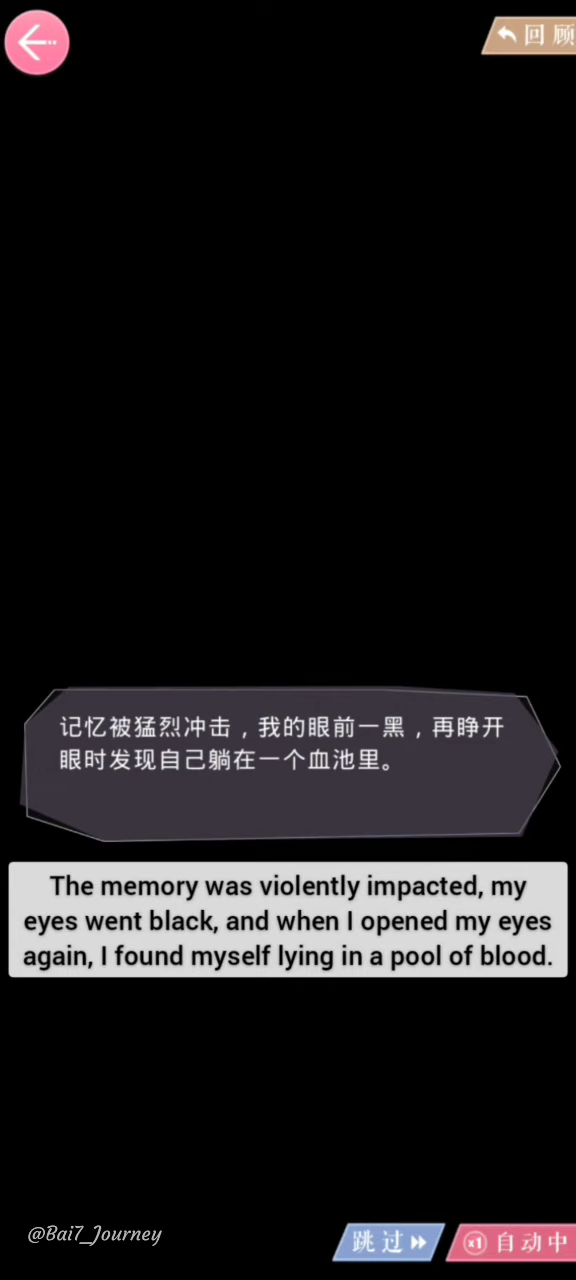 回顾
记忆被猛烈冲击，我的眼前一黑，再睁开
眼时发现自己躺在一个血池里。
The memory was violently impacted, my
eyes went black, and when I opened my eyes
again, I found myself lying in a pool of blood.
@Bai7_Journey
跳过
x1 自动中